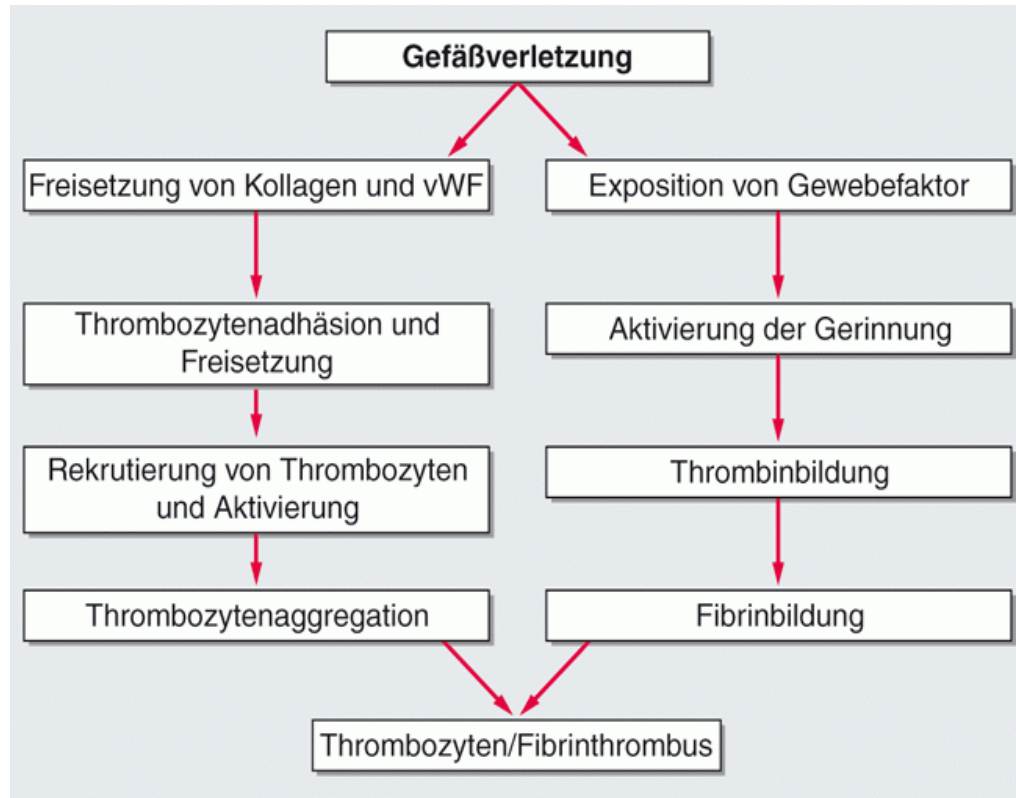 Gefäßverletzung
Freisetzung von Kollagen und vWF
Exposition von Gewebefaktor
Thrombozytenadhäsion und
Freisetzung
Aktivierung der Gerinnung
Rekrutierung von Thrombozyten
und Aktivierung
Thrombinbildung
Thrombozytenaggregation
Fibrinbildung
Thrombozyten/Fibrinthrombus